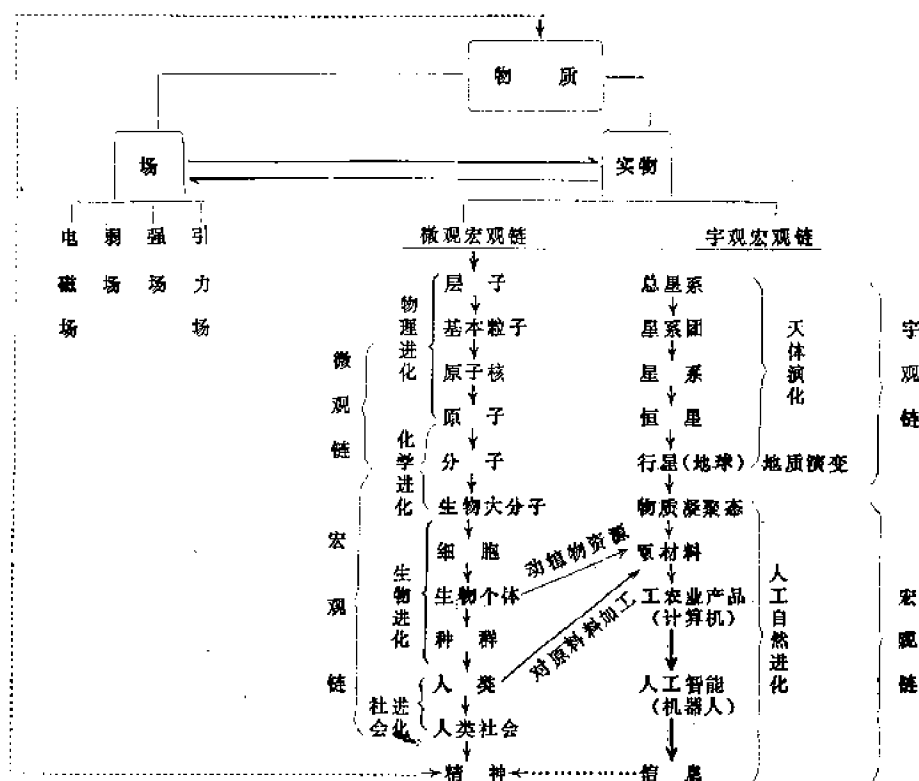 物 质
场
实物
电磁场
弱场
强场
引力场
微观宏观链
宇观宏观链
层 子
基本粒子
原子核
原 子
分 子
生物大分子
细 胞
生物个体
种 群
人 类
人类社会
精 神
物理进化
化学进化
生物进化
社会进化
微观链
宏观链
总星系
星系团
星 系
恒 星
行星(地球)
地质演变
物质凝聚态
原材料
工农业产品
(计算机)
人工智能
(机器人)
信 息
动植物资源
对原料料加工
天体演化
人工自然进化
宇观链
宏观链